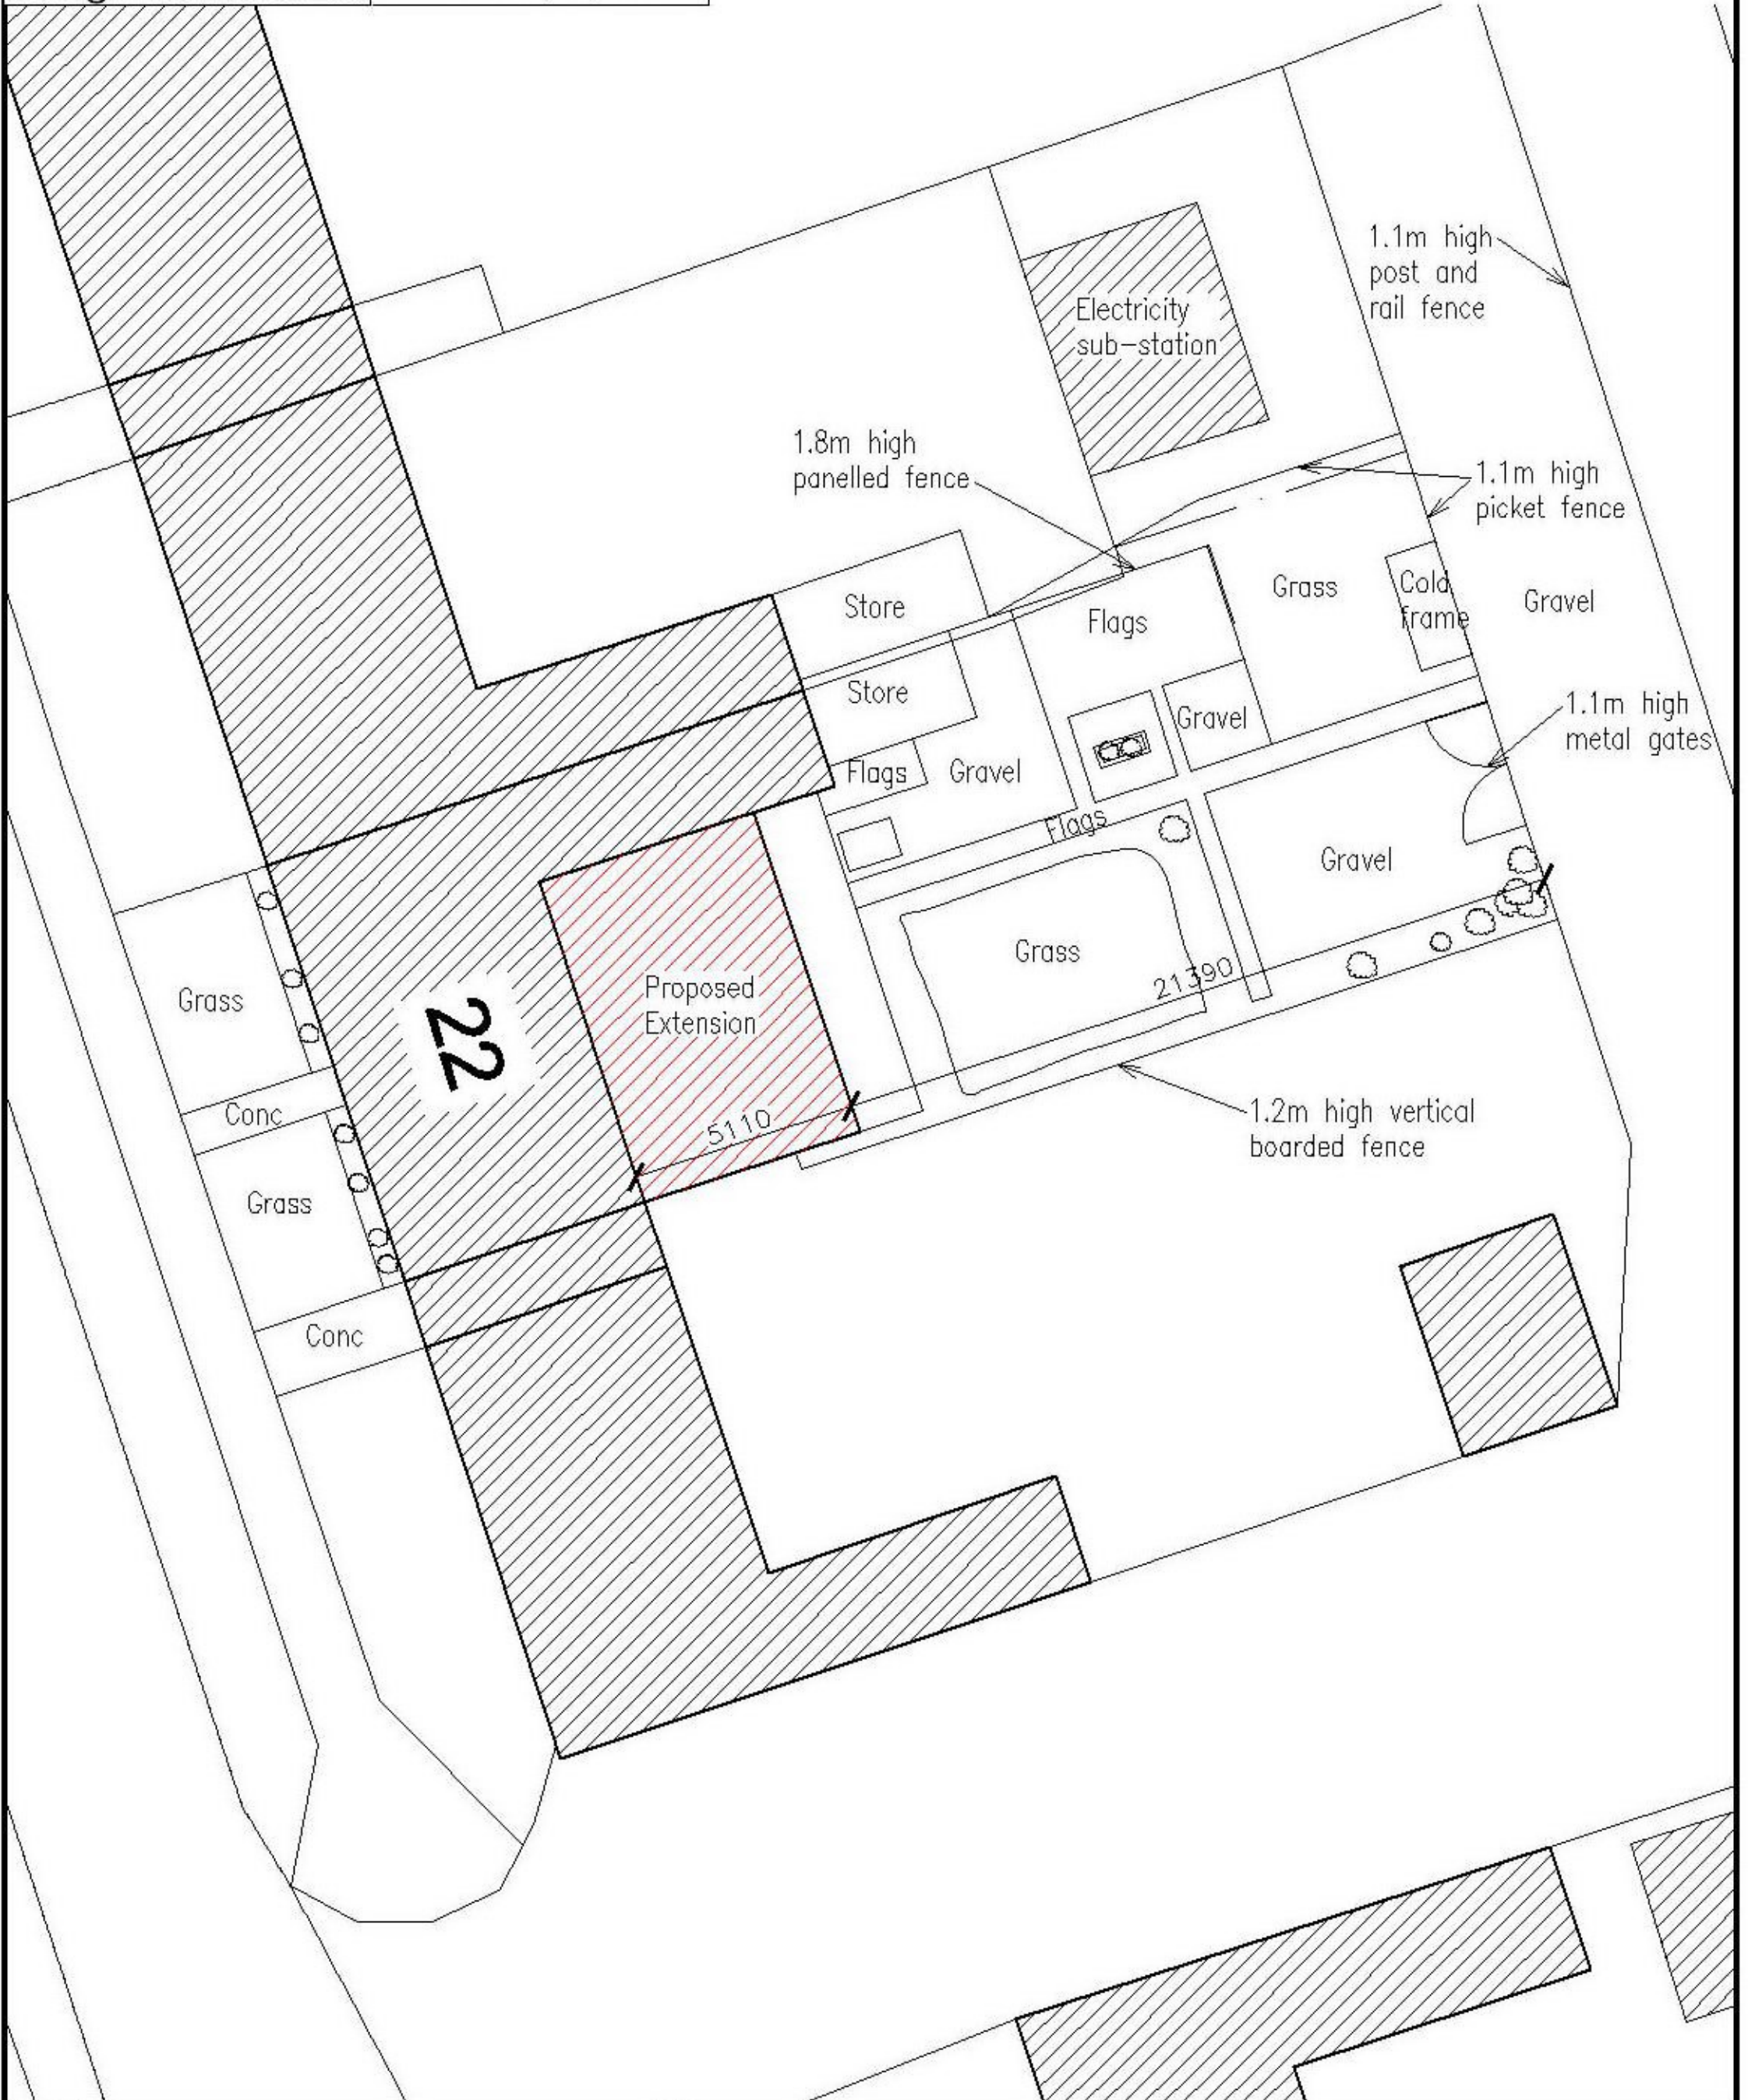 1.1m high
post and
rail fence
Electricity
sub-station
1.8m high
panelled fence
1.1m high
picket fence
Store
Flags
Grass
Cold
frame
Gravel
Store
Gravel
1.1m high
metal gates
Flags
Gravel
Flags
Gravel
Grass
21390
Grass
22
Proposed
Extension
5110
1.2m high vertical
boarded fence
Conc
Grass
Conc